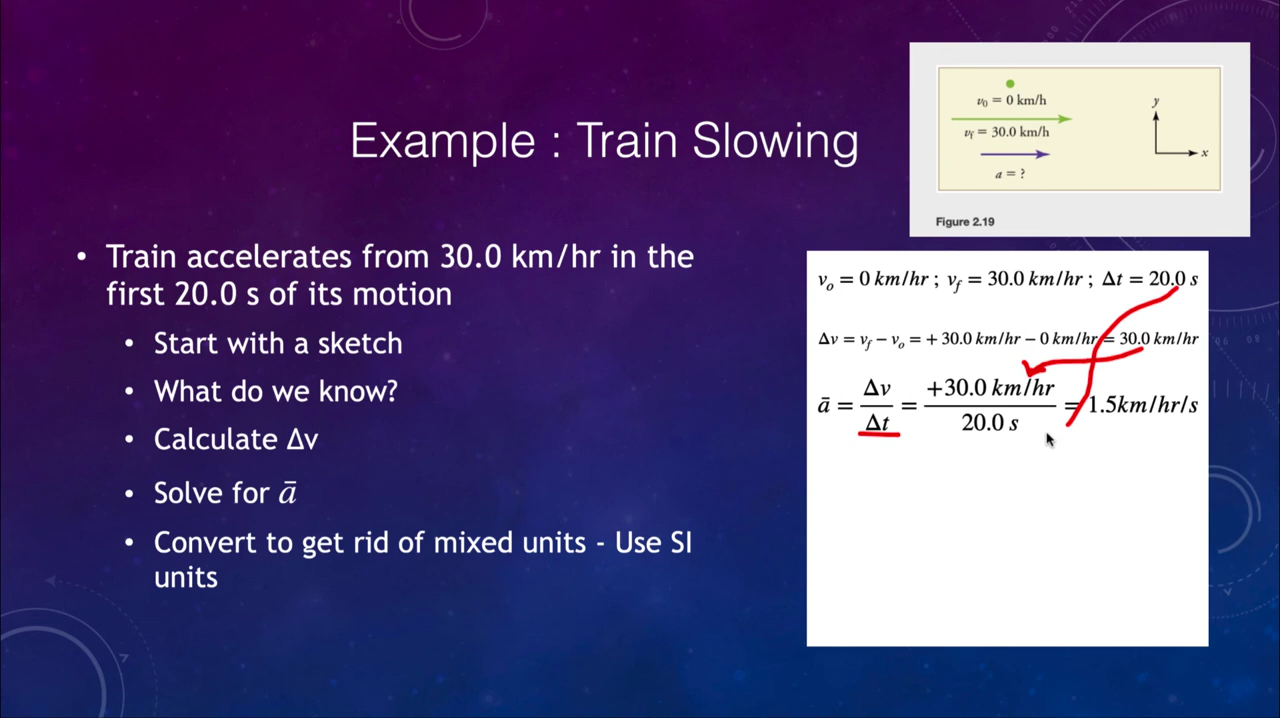 Example : Train Slowing
v₀ = 0 km/h
v_f = 30.0 km/h
a = ?
y
x
Figure 2.19
• Train accelerates from 30.0 km/hr in the
first 20.0 s of its motion
• Start with a sketch
• What do we know?
• Calculate Δv
• Solve for ā
• Convert to get rid of mixed units - Use SI
units
v_o = 0 km/hr ; v_f = 30.0 km/hr ; Δt = 20.0 s
Δv = v_f − v_o = + 30.0 km/hr − 0 km/hr = 30.0 km/hr
ā = Δv/Δt = +30.0 km/hr / 20.0 s = 1.5km/hr/s